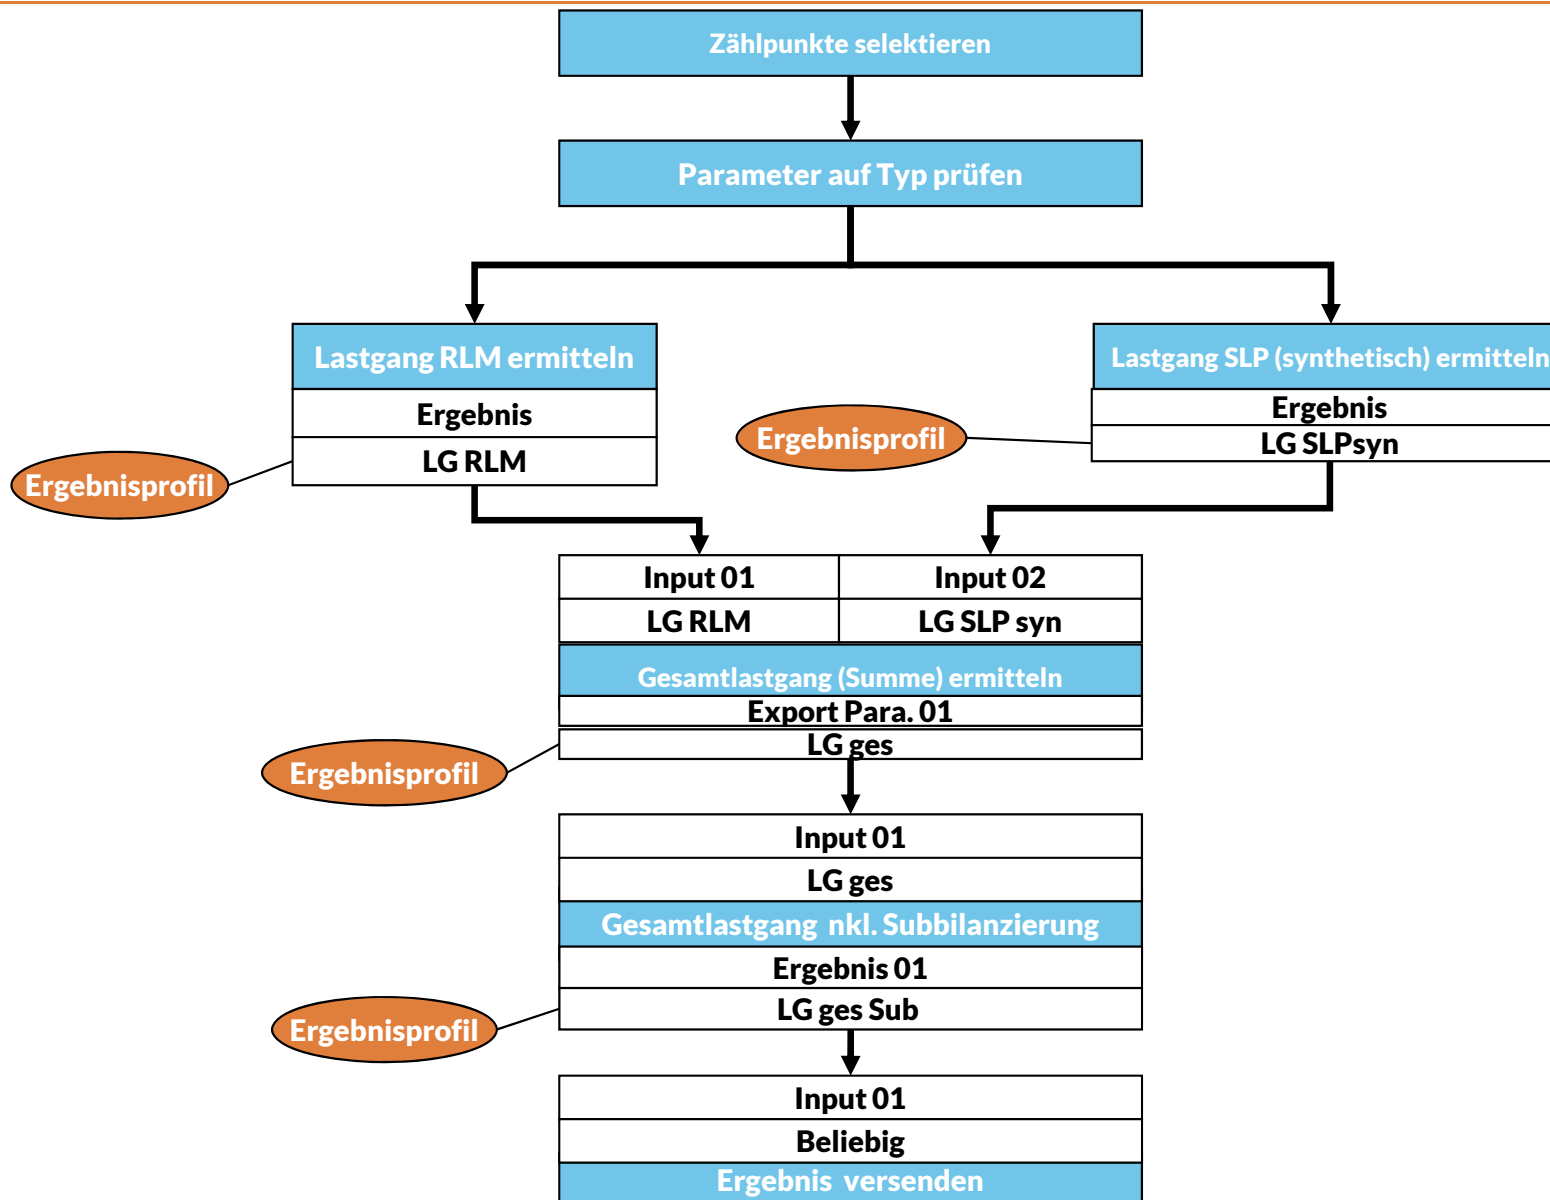 Zählpunkte selektieren
Parameter auf Typ prüfen
Lastgang RLM ermitteln
Ergebnis
LG RLM
Ergebnisprofil
Lastgang SLP (synthetisch) ermitteln
Ergebnis
LG SLPsyn
Ergebnisprofil
Input 01
Input 02
LG RLM
LG SLP syn
Gesamtlastgang (Summe) ermitteln
Export Para. 01
LG ges
Ergebnisprofil
Input 01
LG ges
Gesamtlastgang nkl. Subbilanzierung
Ergebnis 01
LG ges Sub
Ergebnisprofil
Input 01
Beliebig
Ergebnis versenden